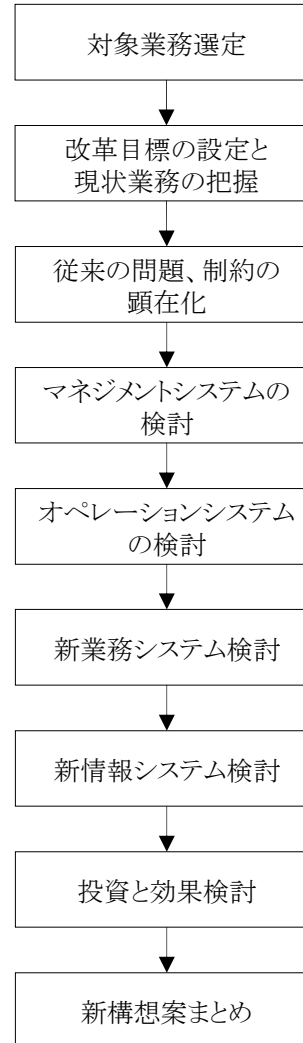 対象業務選定
改革目標の設定と
現状業務の把握
従来の問題、制約の
顕在化
マネジメントシステムの
検討
オペレーションシステム
の検討
新業務システム検討
新情報システム検討
投資と効果検討
新構想案まとめ